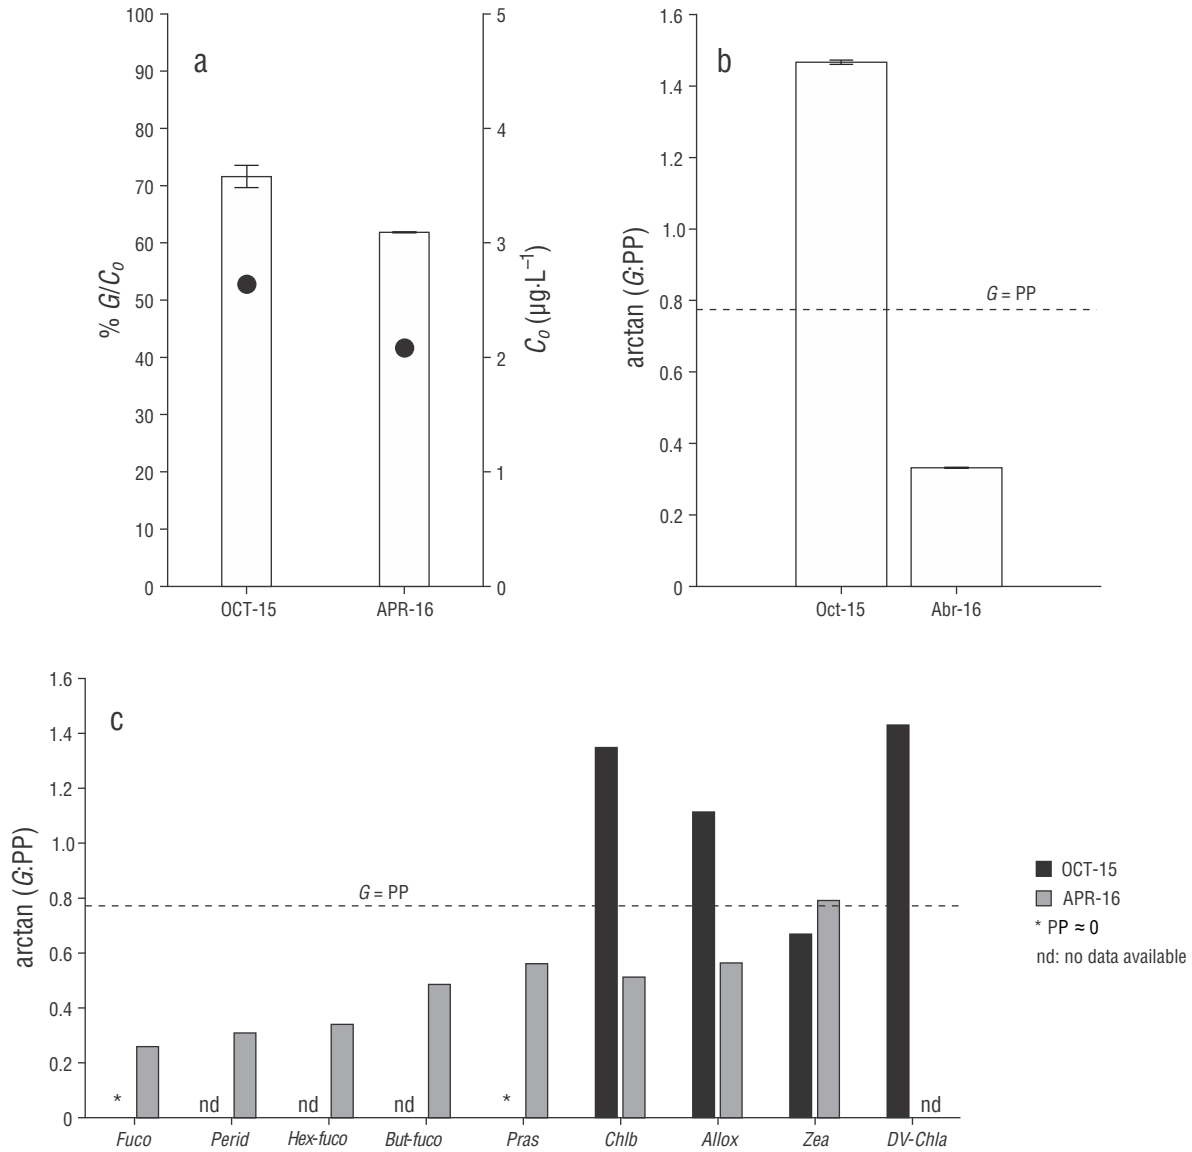 a
100
90
80
70
60
50
40
30
20
10
0
% G/C₀
5
4
3
2
1
0
C₀ (µg·L⁻¹)
OCT-15 APR-16
b
1.6
1.4
1.2
1.0
0.8
0.6
0.4
0.2
0
arctan (G:PP)
G = PP
Oct-15 Abr-16
c
1.6
1.4
1.2
1.0
0.8
0.6
0.4
0.2
0
arctan (G:PP)
G = PP
* nd nd nd * nd
Fuco Perid Hex-fuco But-fuco Pras Chlb Allox Zea DV-Chla
OCT-15
APR-16
* PP ≈ 0
nd: no data available